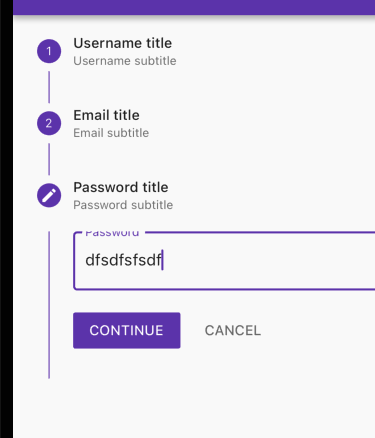 1
Username title
Username subtitle
2
Email title
Email subtitle
Password title
Password subtitle
Password
dfsdfsfsdf
CONTINUE
CANCEL